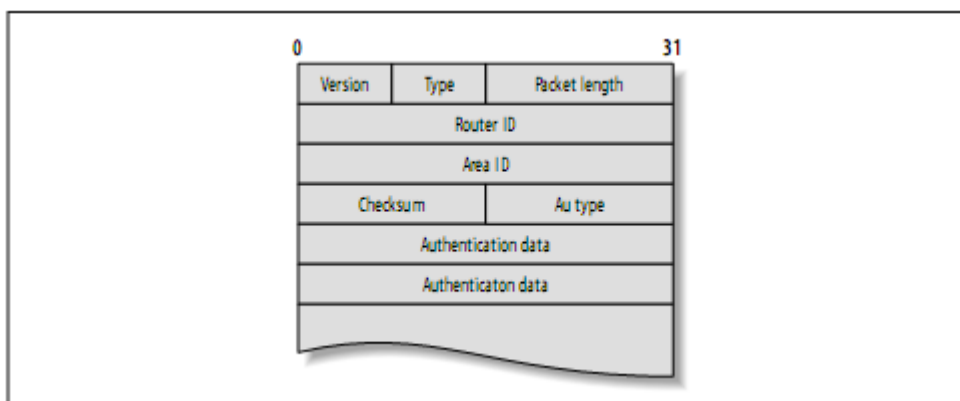 0 31
Version Type Packet length
Router ID
Area ID
Checksum Au type
Authentication data
Authenticaton data